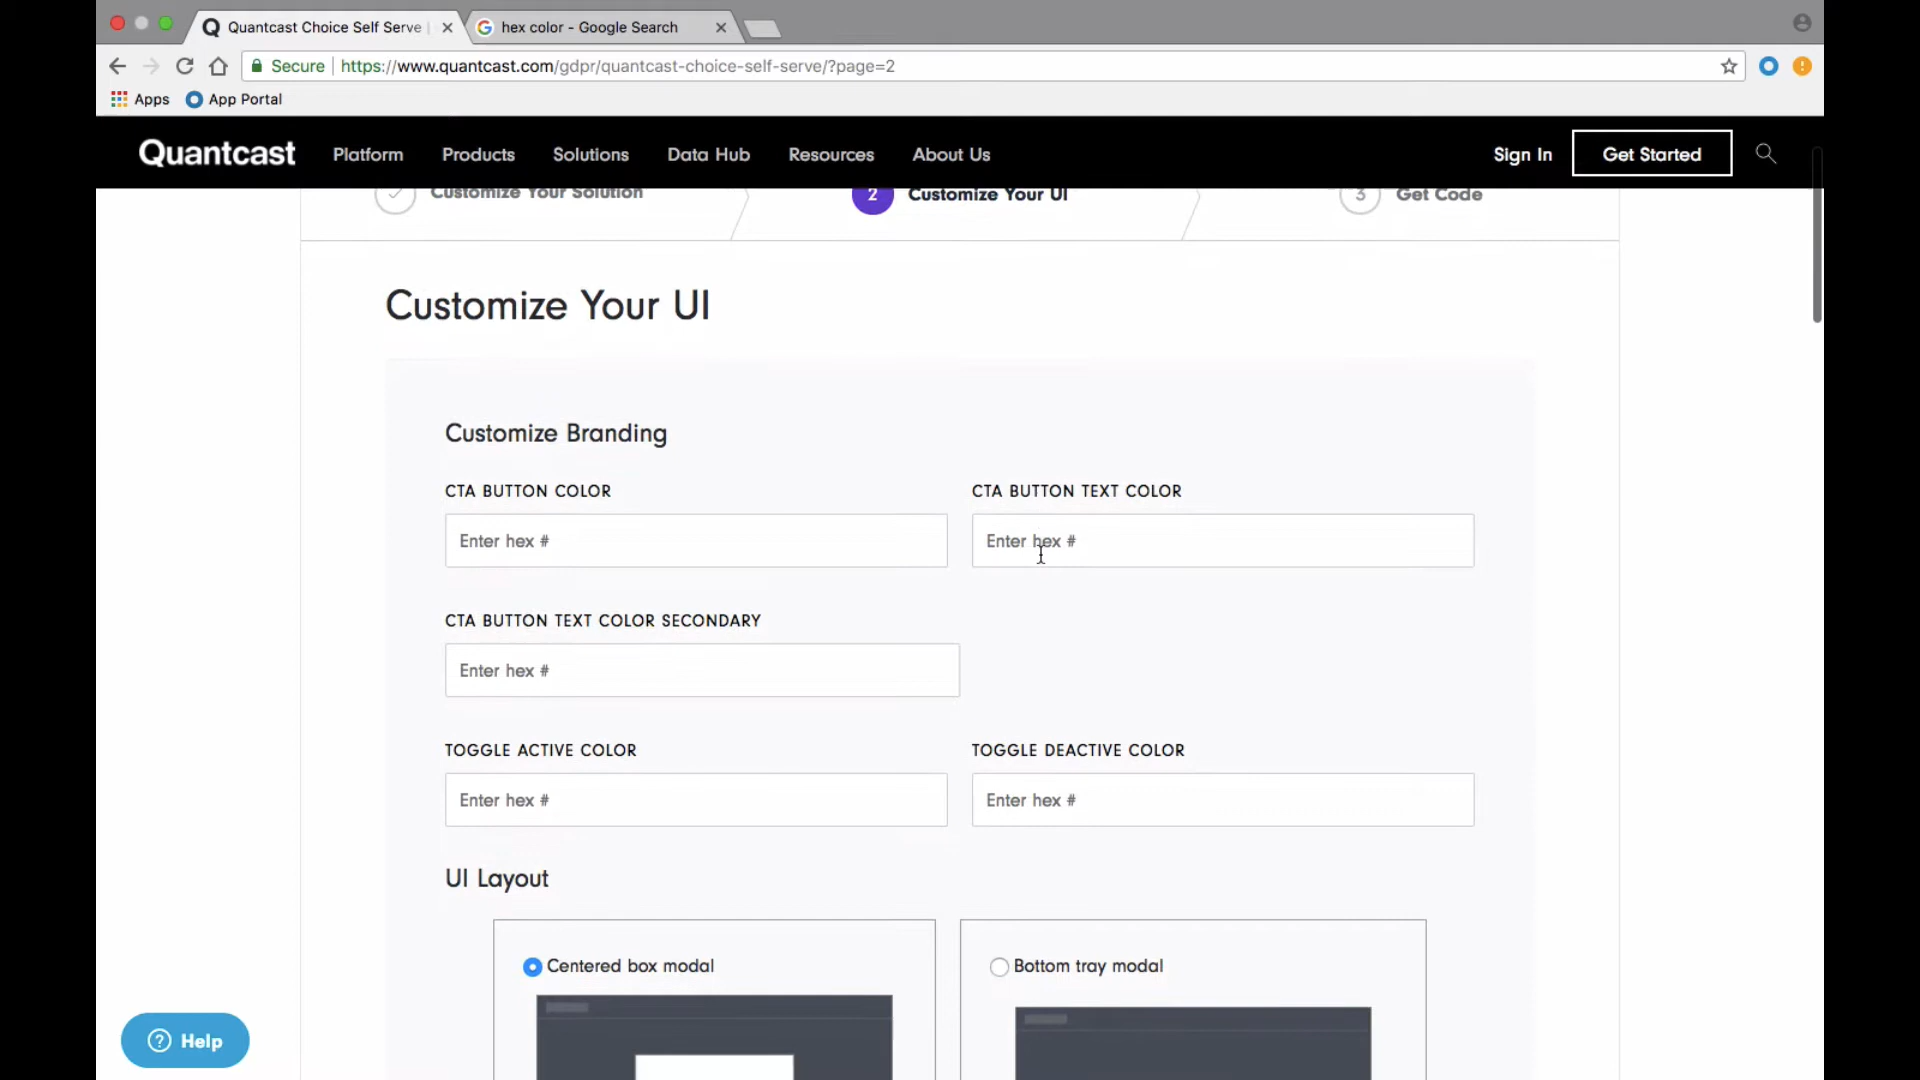 Quantcast Choice Self Serve |
hex color - Google Search
Secure
https://www.quantcast.com/gdpr/quantcast-choice-self-serve/?page=2
Apps
App Portal
Quantcast
Platform
Products
Solutions
Data Hub
Resources
About Us
Sign In
Get Started
Customize Your Solution
2
Customize Your UI
3
Get Code
Customize Your UI
Customize Branding
CTA BUTTON COLOR
CTA BUTTON TEXT COLOR
Enter hex #
Enter hex #
CTA BUTTON TEXT COLOR SECONDARY
Enter hex #
TOGGLE ACTIVE COLOR
TOGGLE DEACTIVE COLOR
Enter hex #
Enter hex #
UI Layout
Centered box modal
Bottom tray modal
? Help